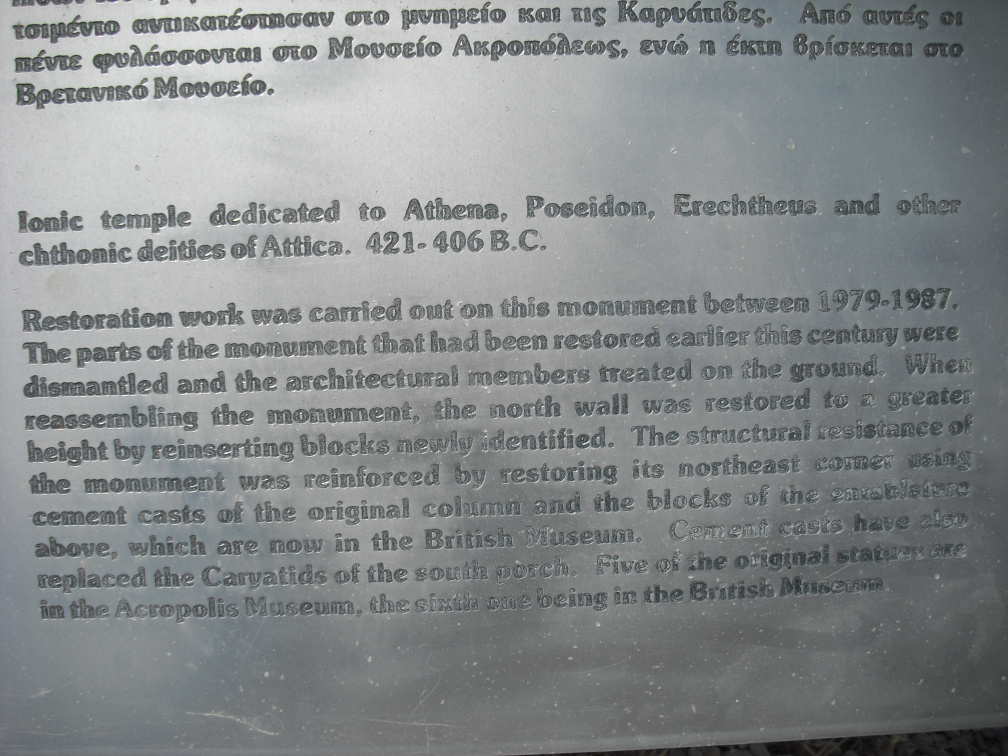 τσιμέντο αντικατέστησαν στο μνημείο και τις Καρυάτιδες. Από αυτές οι
πέντε φυλάσσονται στο Μουσείο Ακροπόλεως, ενώ η έκτη βρίσκεται στο
Βρετανικό Μουσείο.
Ionic temple dedicated to Athena, Poseidon, Erechtheus and other
chthonic deities of Attica. 421-406 B.C.
Restoration work was carried out on this monument between 1979-1987.
The parts of the monument that had been restored earlier this century were
dismantled and the architectural members treated on the ground. When
reassembling the monument, the north wall was restored to a greater
height by reinserting blocks newly identified. The structural resistance of
the monument was reinforced by restoring its northeast corner using
cement casts of the original column and the blocks of the entablature
above, which are now in the British Museum. Cement casts have also
replaced the Caryatids of the south porch. Five of the original statues are
in the Acropolis Museum, the sixth one being in the British Museum